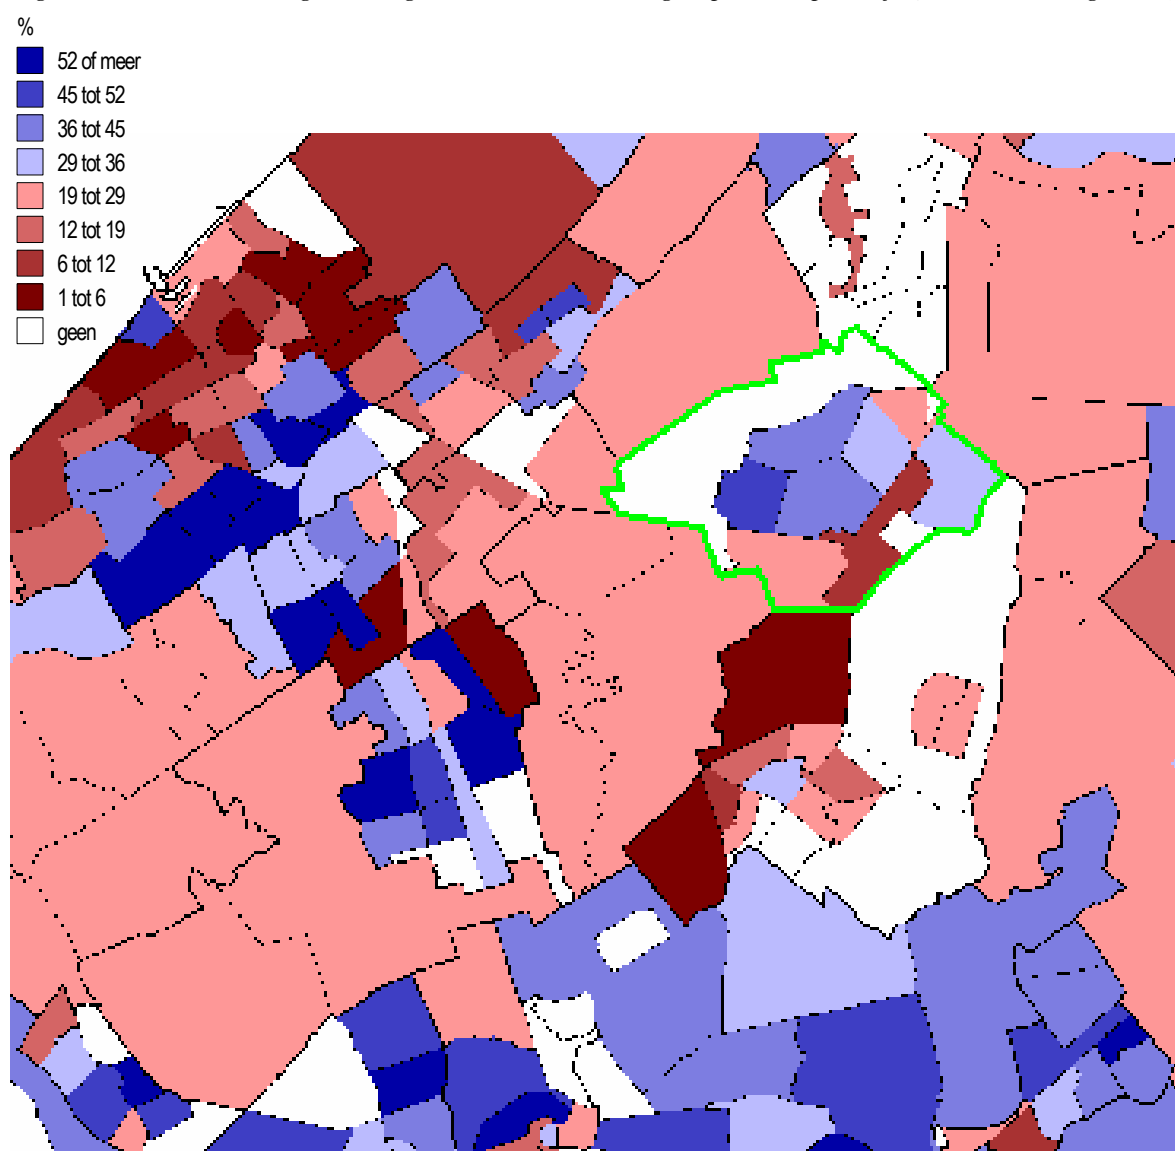 %
52 of meer
45 tot 52
36 tot 45
29 tot 36
19 tot 29
12 tot 19
6 tot 12
1 tot 6
geen